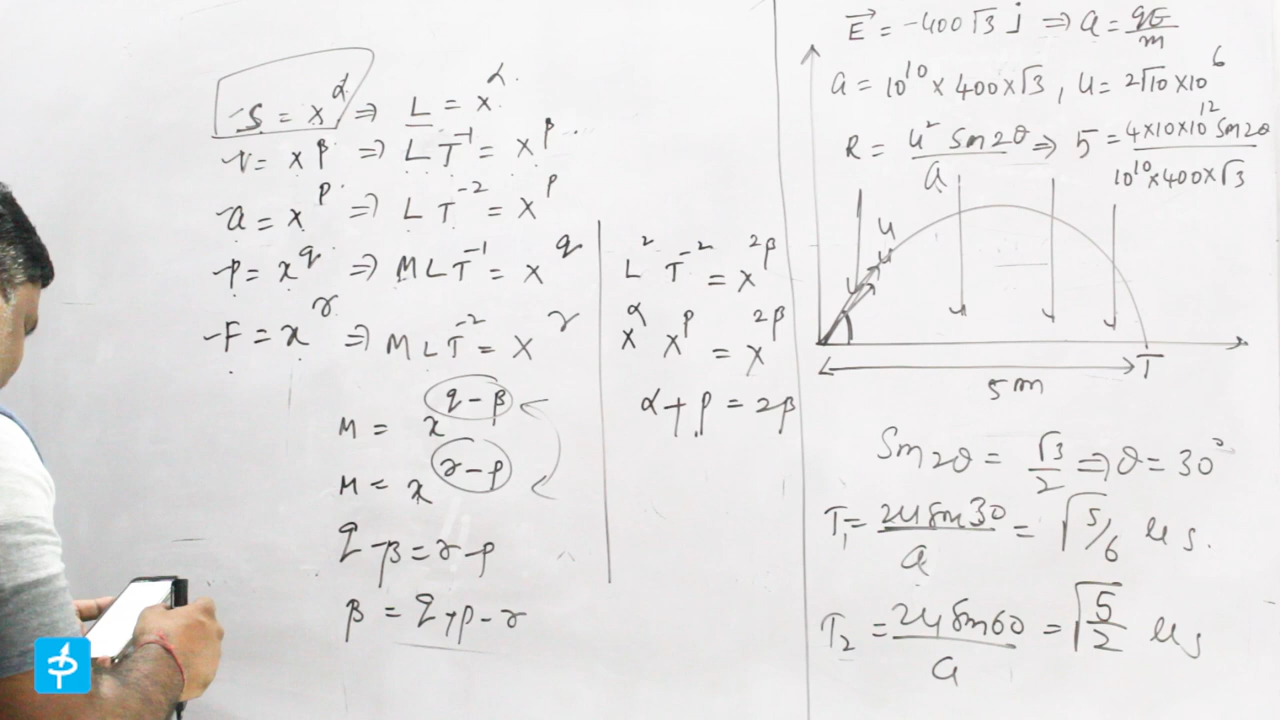 S = x^α ⇒ L = x^α
v = x^β ⇒ LT^-1 = x^β
a = x^p ⇒ LT^-2 = x^p
p = x^q ⇒ MLT^-1 = x^q
F = x^r ⇒ MLT^-2 = x^r
M = x^(q-β)
M = x^(r-p)
q-β = r-p
β = q+p-r
L^2 T^-2 = x^2β
x^α x^p = x^2β
α+p = 2β
E⃗ = -400√3 j ⇒ a = qE/m
a = 10^10 × 400 × √3, u = 2√10 × 10^6
R = u^2 Sin2θ / a ⇒ 5 = 4×10×10^12 Sin2θ / 10^10 × 400 × √3
u
u
5m
T
Sin2θ = √3/2 ⇒ θ = 30°
T1 = 2u Sin30/a = √5/6 μs.
T2 = 2u Sin60/a = √5/2 μs